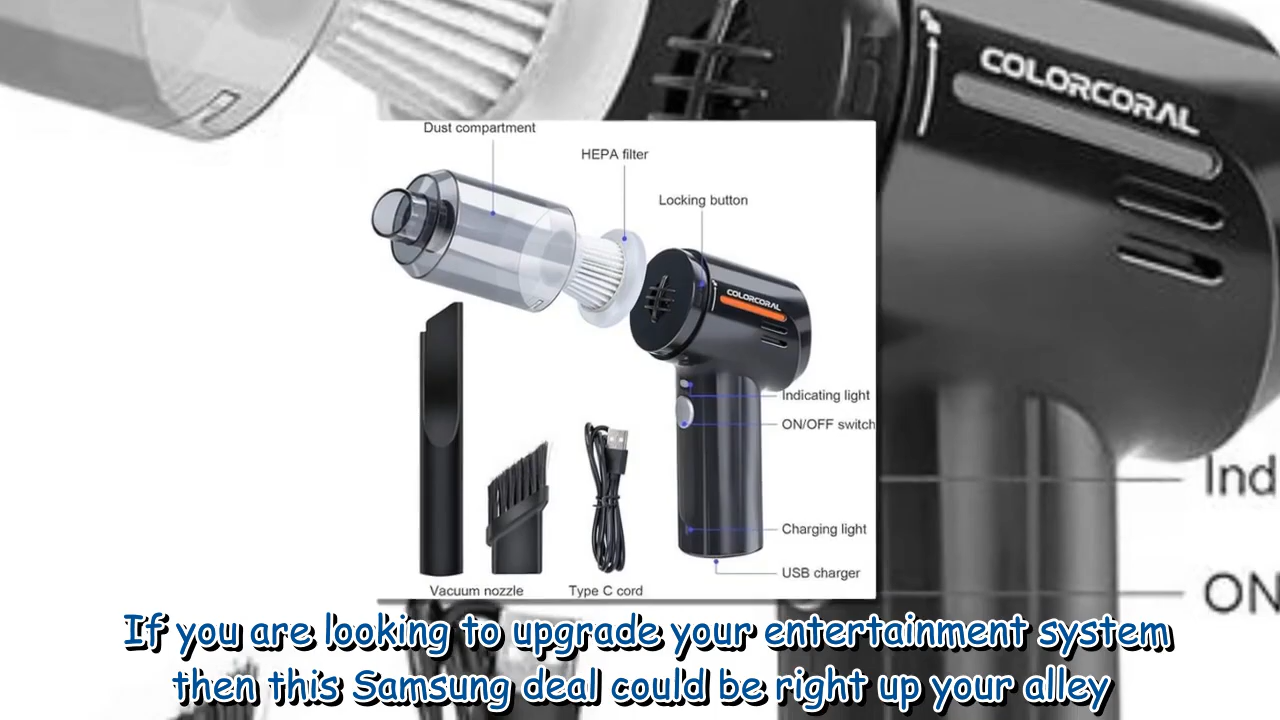 COLORCORAL
Dust compartment
HEPA filter
Locking button
COLORCORAL
Indicating light
ON/OFF switch
Ind
ON
Charging light
USB charger
Vacuum nozzle
Type C cord
If you are looking to upgrade your entertainment system
then this Samsung deal could be right up your alley